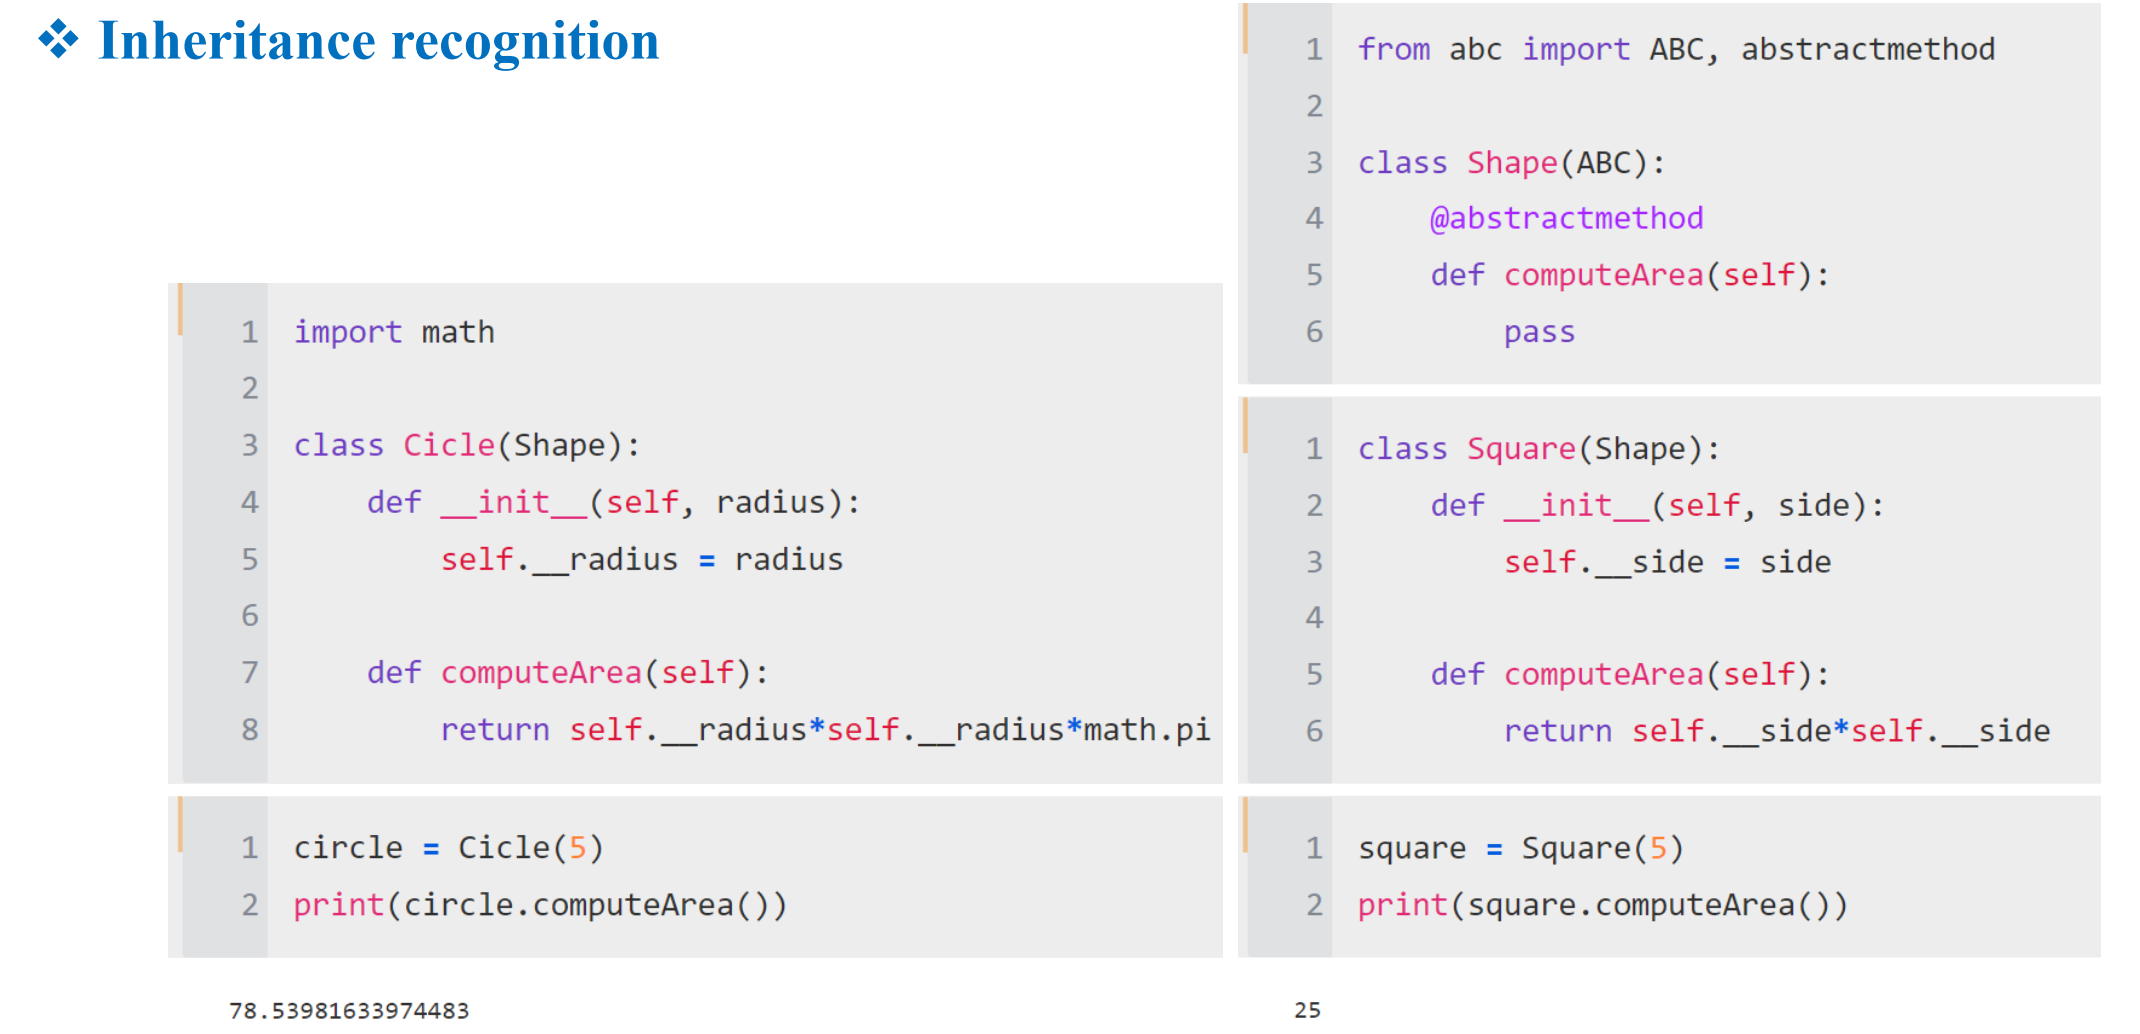 ❖ Inheritance recognition
1 from abc import ABC, abstractmethod
2
3 class Shape(ABC):
4     @abstractmethod
5     def computeArea(self):
6         pass
1 import math
2
3 class Cicle(Shape):
4     def __init__(self, radius):
5         self.__radius = radius
6
7     def computeArea(self):
8         return self.__radius*self.__radius*math.pi
1 class Square(Shape):
2     def __init__(self, side):
3         self.__side = side
4
5     def computeArea(self):
6         return self.__side*self.__side
1 circle = Cicle(5)
2 print(circle.computeArea())
78.53981633974483
1 square = Square(5)
2 print(square.computeArea())
25